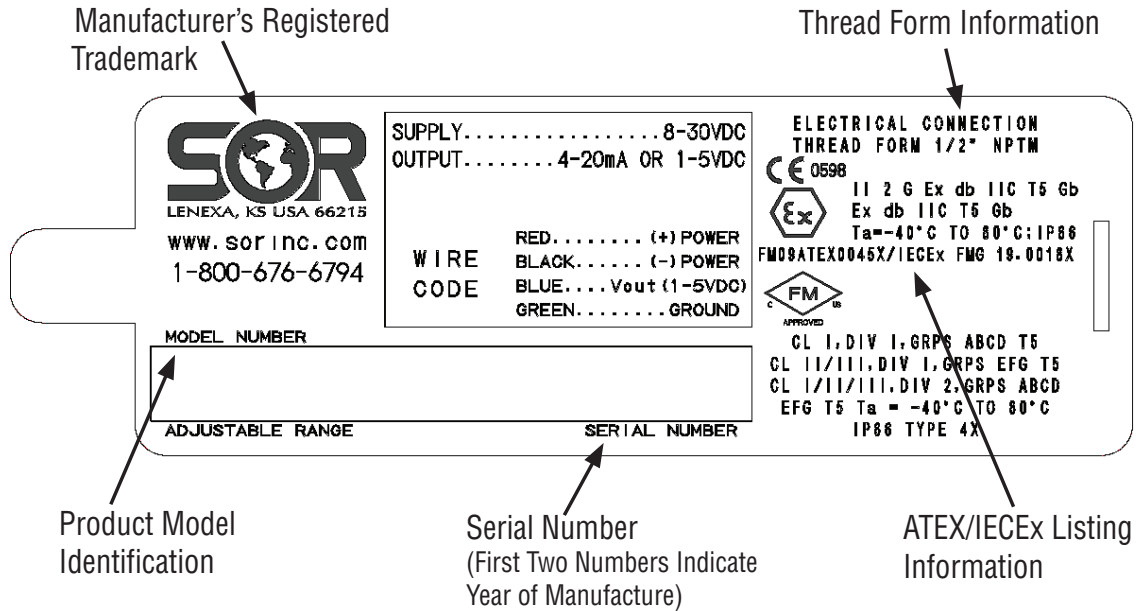 Manufacturer's Registered
Trademark
Thread Form Information
SOR
LENEXA, KS USA 66215
www.sorinc.com
1-800-676-6794
SUPPLY.................8-30VDC
OUTPUT........4-20mA OR 1-5VDC
WIRE
CODE
RED........(+)POWER
BLACK......(-)POWER
BLUE....Vout(1-5VDC)
GREEN........GROUND
ELECTRICAL CONNECTION
THREAD FORM 1/2" NPTM
CE 0598
Ex
II 2 G Ex db IIC T5 Gb
Ex db IIC T5 Gb
Ta=-40°C TO 80°C;IP66
FM09ATEX0045X/IECEx FMG 19.0016X
FM
C US
APPROVED
CL I,DIV 1,GRPS ABCD T5
CL II/III,DIV 1,GRPS EFG T5
CL I/II/III,DIV 2,GRPS ABCD
EFG T5 Ta = -40°C TO 80°C
IP66 TYPE 4X
MODEL NUMBER
ADJUSTABLE RANGE
SERIAL NUMBER
Product Model
Identification
Serial Number
(First Two Numbers Indicate
Year of Manufacture)
ATEX/IECEx Listing
Information